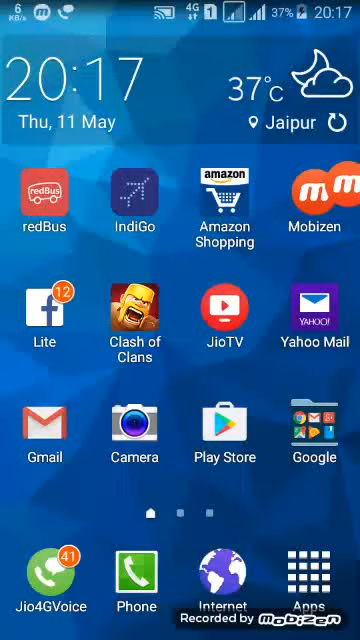 6
KB/s
4G
1
37%
20:17
20:17
37°c
Thu, 11 May
Jaipur
redBus
amazon
redBus
IndiGo
Amazon
Shopping
Mobizen
12
YAHOO!
Lite
Clash of
Clans
JioTV
Yahoo Mail
Gmail
Camera
Play Store
Google
41
Jio4GVoice
Phone
Internet
Apps
Recorded by Mobizen